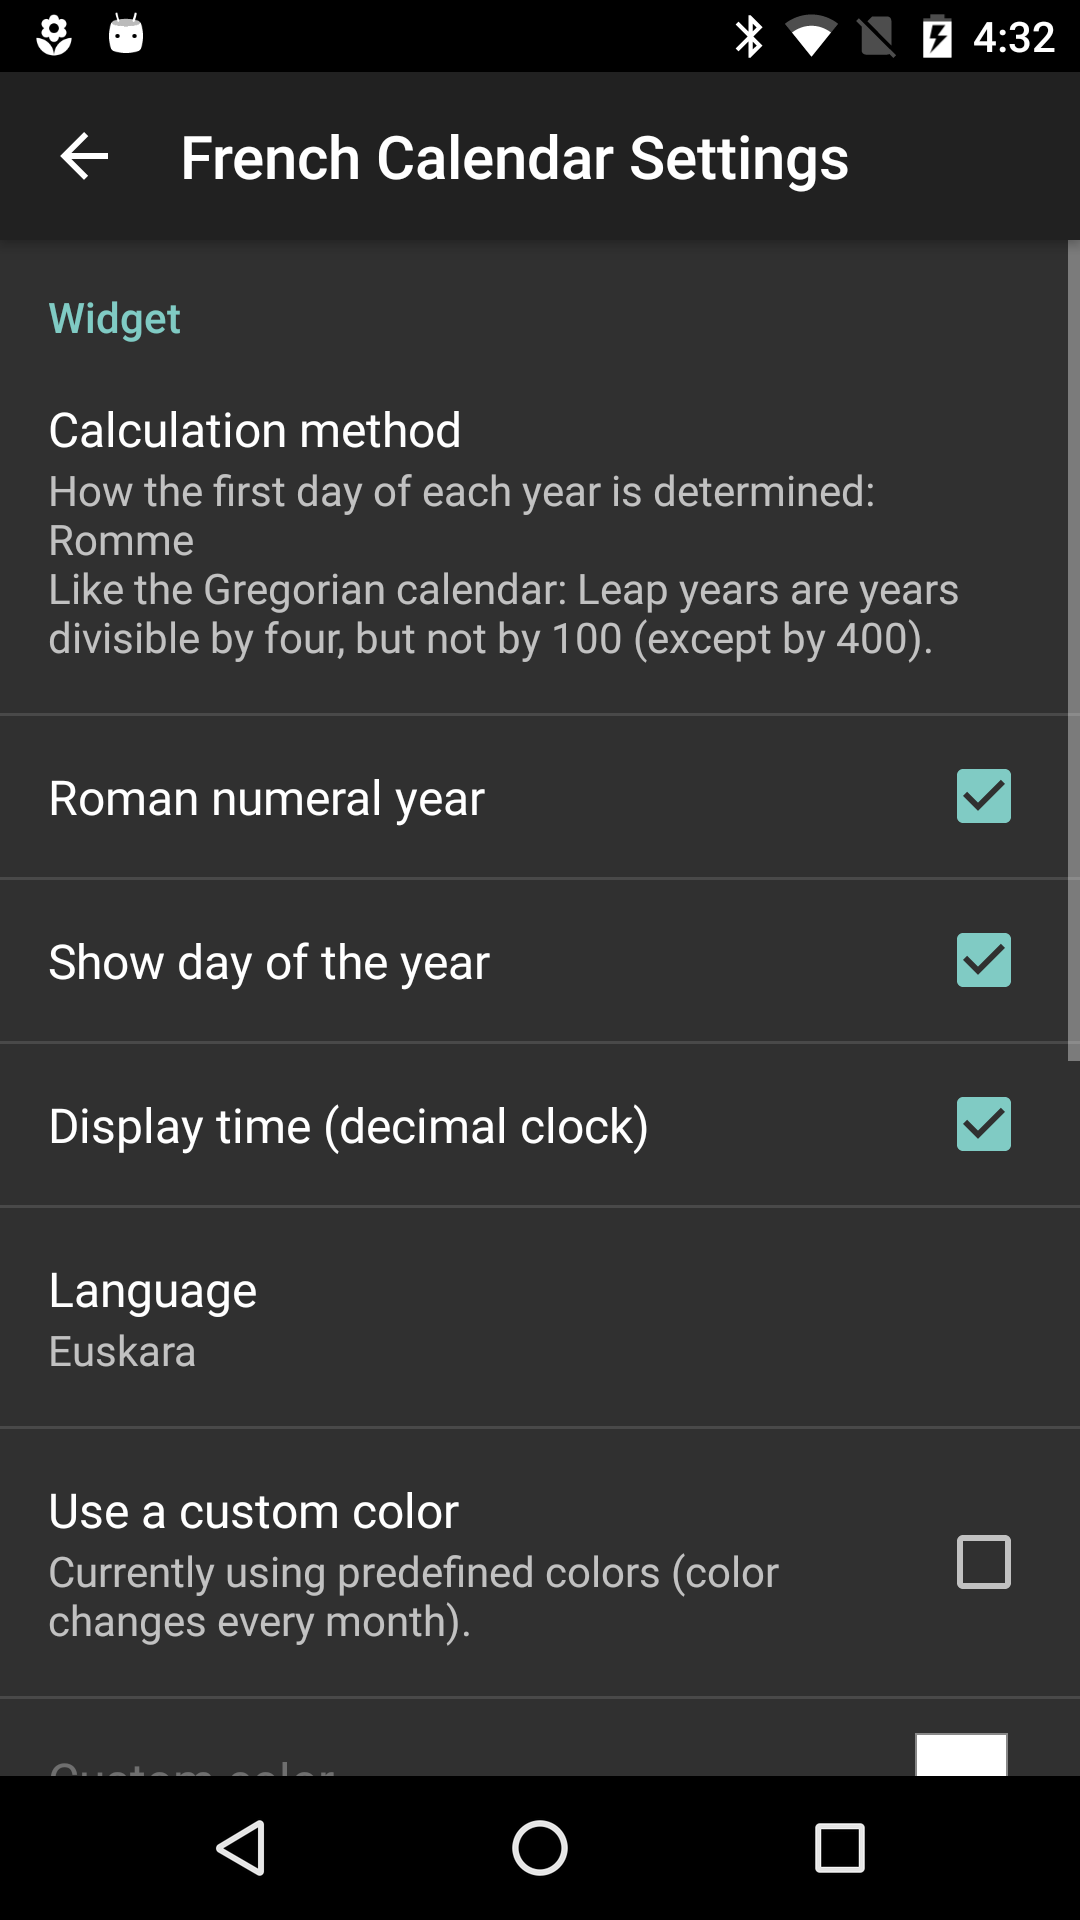 4:32
French Calendar Settings
Widget
Calculation method
How the first day of each year is determined:
Romme
Like the Gregorian calendar: Leap years are years
divisible by four, but not by 100 (except by 400).
Roman numeral year
Show day of the year
Display time (decimal clock)
Language
Euskara
Use a custom color
Currently using predefined colors (color
changes every month).
Custom color